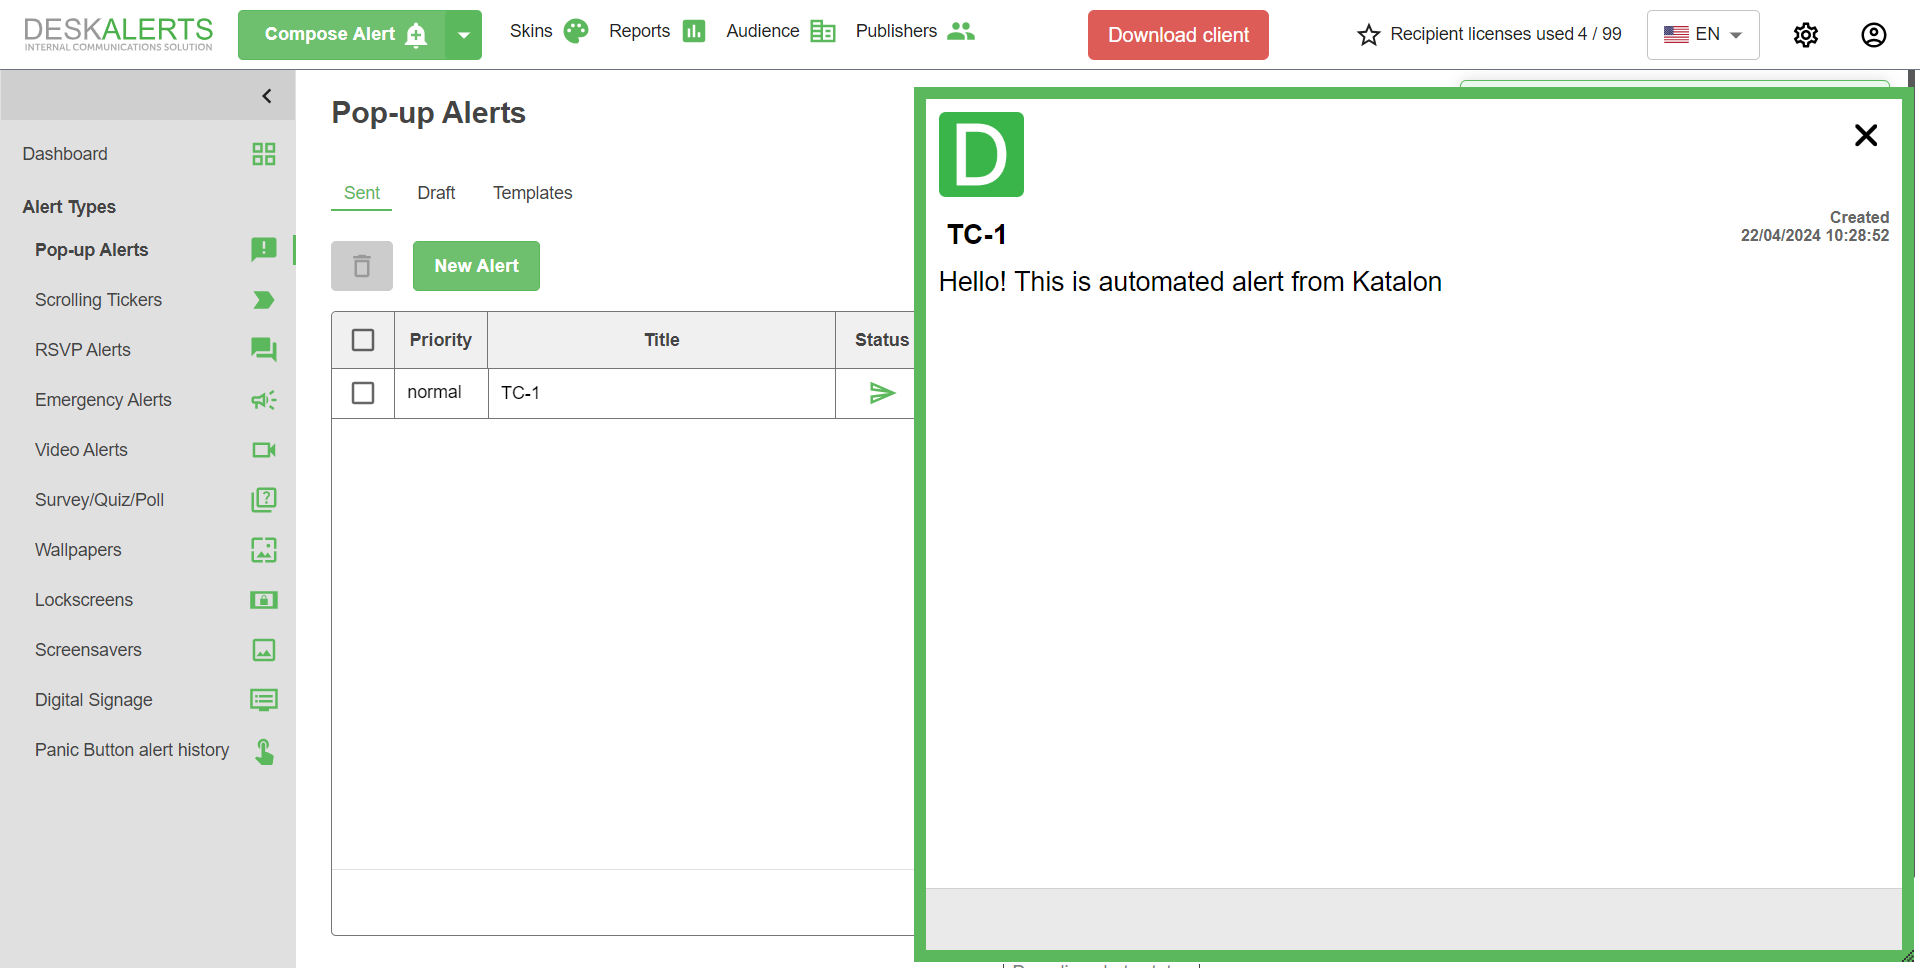 DESKALERTS
INTERNAL COMMUNICATIONS SOLUTION
Compose Alert
Skins
Reports
Audience
Publishers
Download client
Recipient licenses used 4 / 99
EN
Dashboard
Alert Types
Pop-up Alerts
Scrolling Tickers
RSVP Alerts
Emergency Alerts
Video Alerts
Survey/Quiz/Poll
Wallpapers
Lockscreens
Screensavers
Digital Signage
Panic Button alert history
Pop-up Alerts
Sent Draft Templates
New Alert
Priority Title Status
normal TC-1
D
Created
22/04/2024 10:28:52
TC-1
Hello! This is automated alert from Katalon